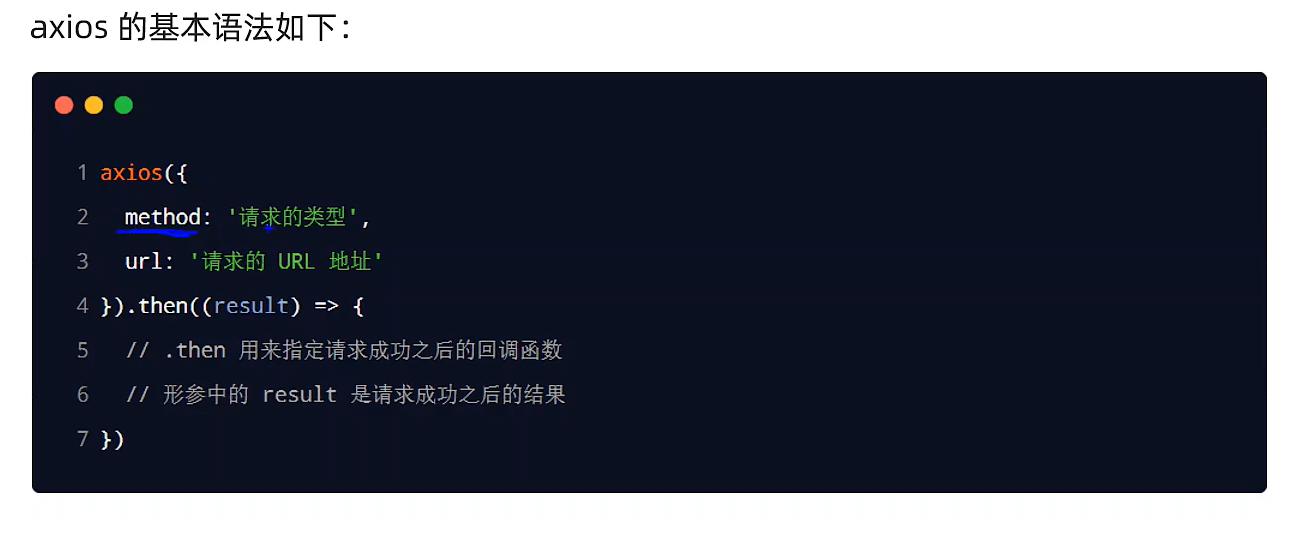 axios 的基本语法如下：
1 axios({
2 method: '请求的类型',
3 url: '请求的 URL 地址'
4 }).then((result) => {
5 // .then 用来指定请求成功之后的回调函数
6 // 形参中的 result 是请求成功之后的结果
7 })